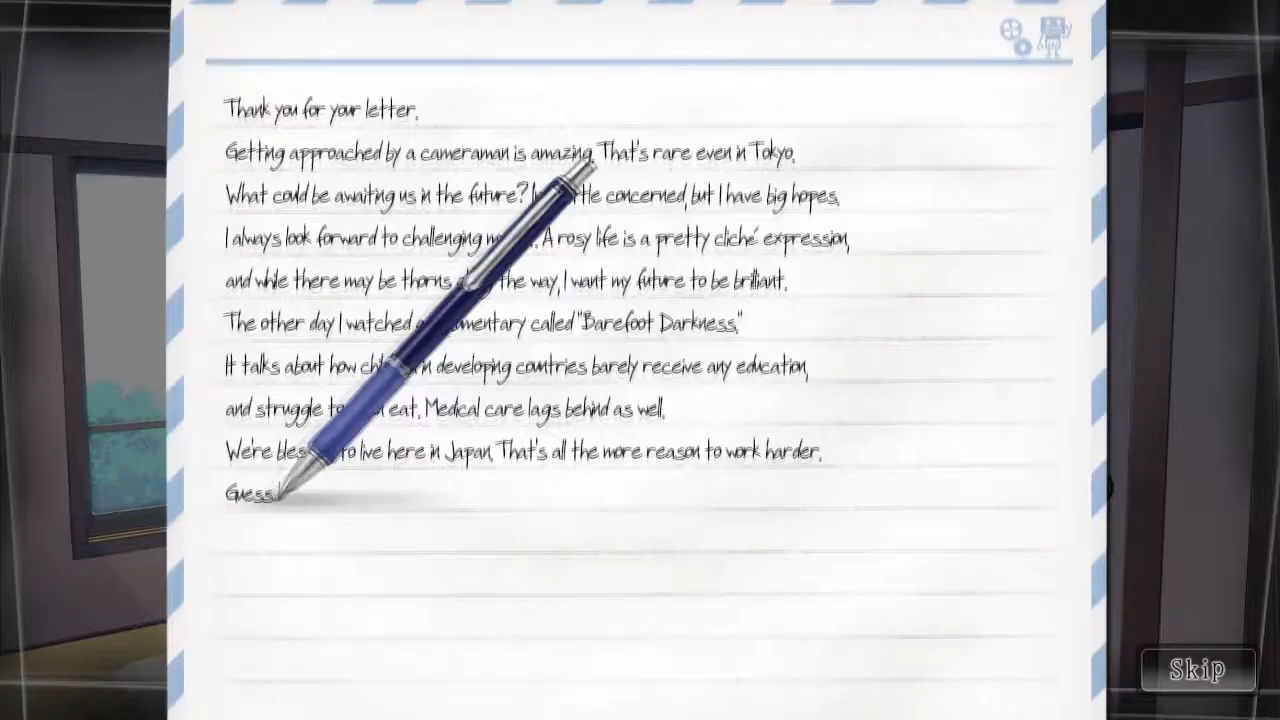 Thank you for your letter.
Getting approached by a cameraman is amazing. That's rare even in Tokyo.
What could be awaiting us in the future? concerned, but I have big hopes.
I always look forward to challenging A rosy life is a pretty cliché expression,
and while there may be thorns the way, I want my future to be brilliant.
The other day I watched called "Barefoot Darkness."
It talks about how in developing countries barely receive any education,
and struggle to eat. Medical care lags behind as well.
We're to live here in Japan. That's all the more reason to work harder.
Guess
Skip